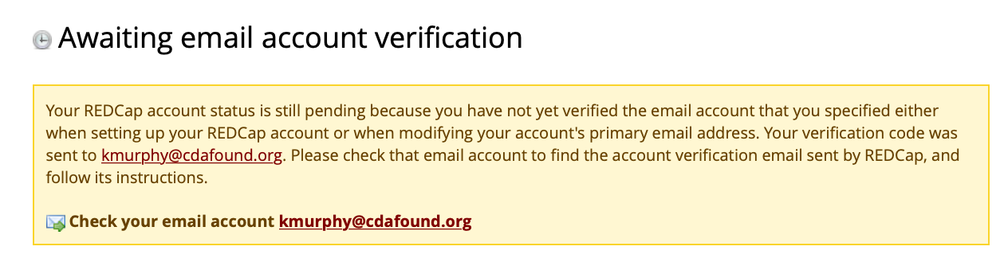 Awaiting email account verification
Your REDCap account status is still pending because you have not yet verified the email account that you specified either
when setting up your REDCap account or when modifying your account's primary email address. Your verification code was
sent to kmurphy@cdafound.org. Please check that email account to find the account verification email sent by REDCap, and
follow its instructions.
Check your email account kmurphy@cdafound.org